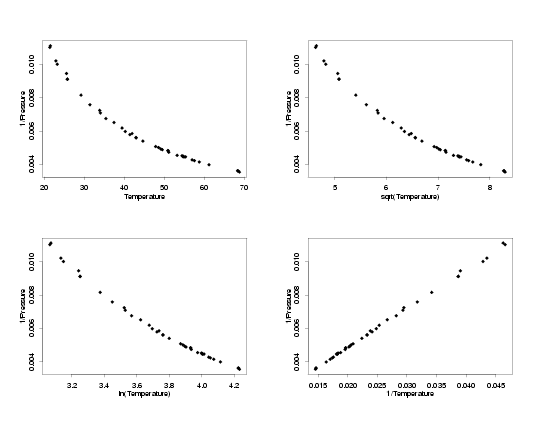 1/Pressure
0.010
0.008
0.006
0.004
20 30 40 50 60 70
Temperature
1/Pressure
0.010
0.008
0.006
0.004
5 6 7 8
sqrt(Temperature)
1/Pressure
0.010
0.008
0.006
0.004
3.2 3.4 3.6 3.8 4.0 4.2
ln(Temperature)
1/Pressure
0.010
0.008
0.006
0.004
0.015 0.020 0.025 0.030 0.035 0.040 0.045
1/Temperature